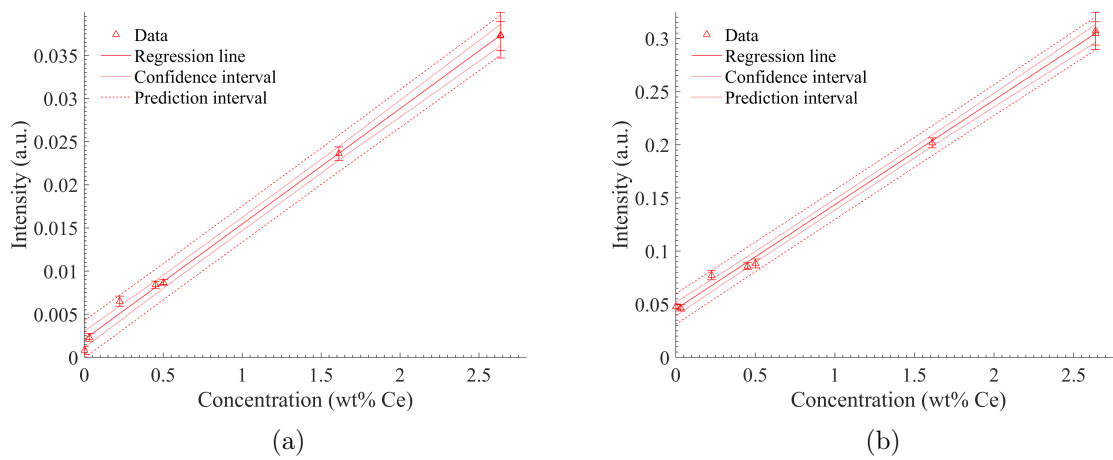 Intensity (a.u.)
0.035
0.03
0.025
0.02
0.015
0.01
0.005
0
Data
Regression line
Confidence interval
Prediction interval
0 0.5 1 1.5 2 2.5
Concentration (wt% Ce)
(a)
Intensity (a.u.)
0.3
0.25
0.2
0.15
0.1
0.05
0
Data
Regression line
Confidence interval
Prediction interval
0 0.5 1 1.5 2 2.5
Concentration (wt% Ce)
(b)